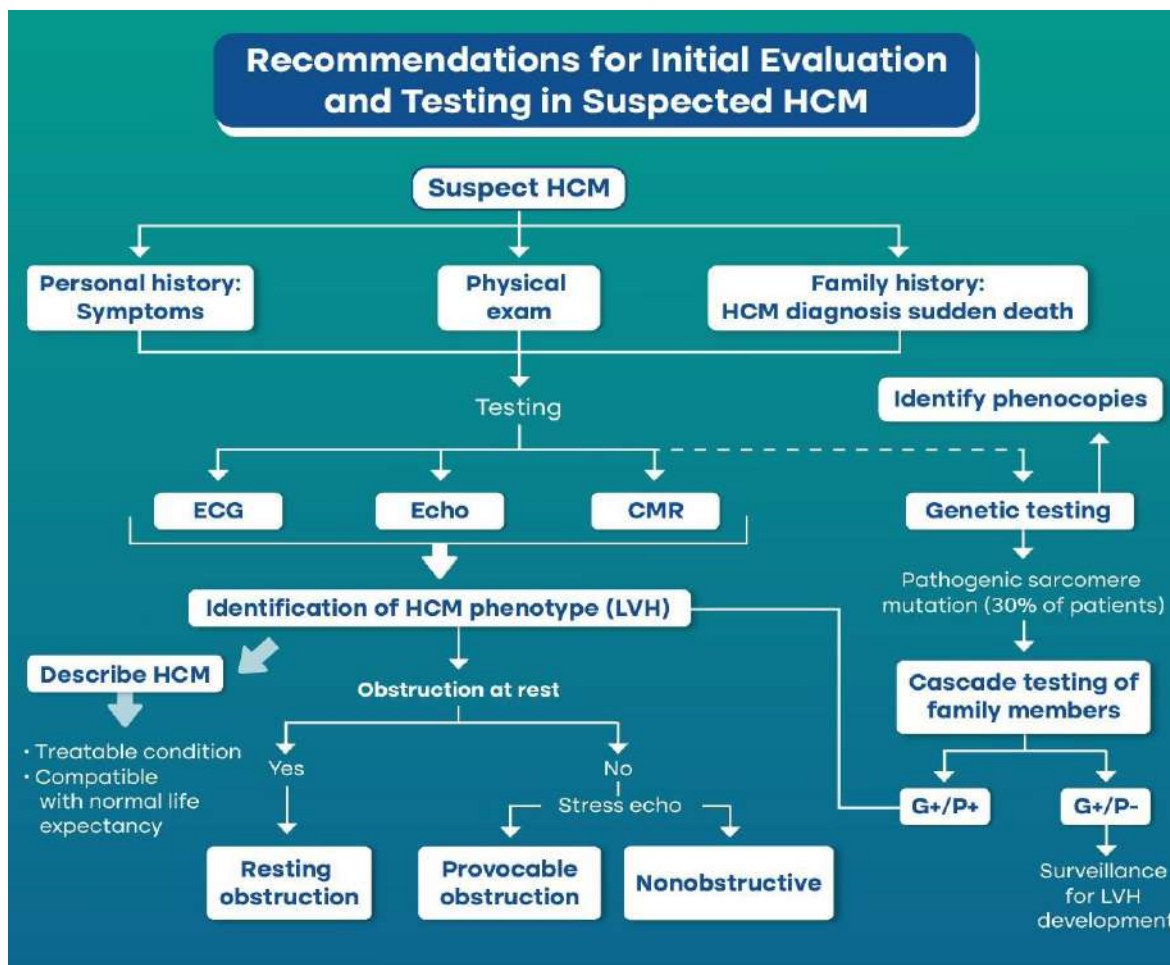 Recommendations for Initial Evaluation
and Testing in Suspected HCM
Suspect HCM
Personal history:
Symptoms
Physical
exam
Family history:
HCM diagnosis sudden death
Testing
Identify phenocopies
ECG
Echo
CMR
Genetic testing
Pathogenic sarcomere
mutation (30% of patients)
Identification of HCM phenotype (LVH)
Describe HCM
• Treatable condition
• Compatible
with normal life
expectancy
Obstruction at rest
Yes
No
Stress echo
Resting
obstruction
Provocable
obstruction
Nonobstructive
Cascade testing of
family members
G+/P+
G+/P-
Surveillance
for LVH
development